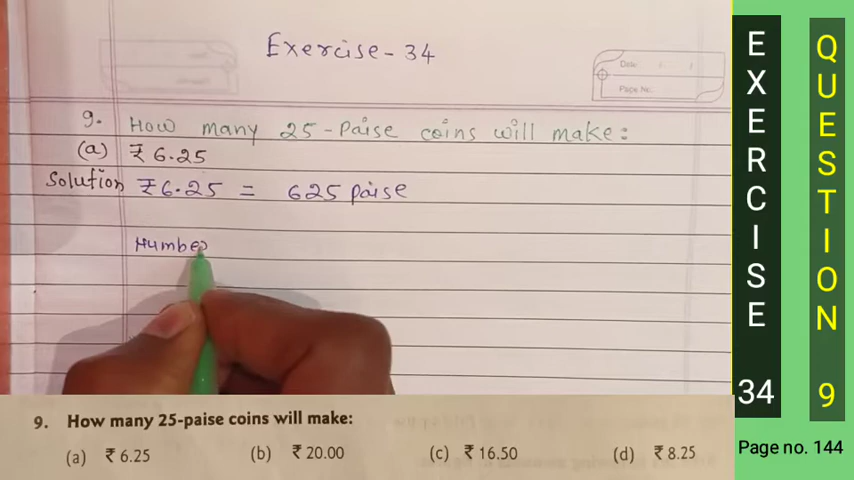 Exercise-34
Date: / /
Page No:
9. How many 25-Paise coins will make:
(a) ₹ 6.25
Solution ₹6.25 = 625 paise
Number
9. How many 25-paise coins will make:
(a) ₹ 6.25 (b) ₹ 20.00 (c) ₹ 16.50 (d) ₹ 8.25
EXERCISE 34
QUESTION 9
Page no. 144